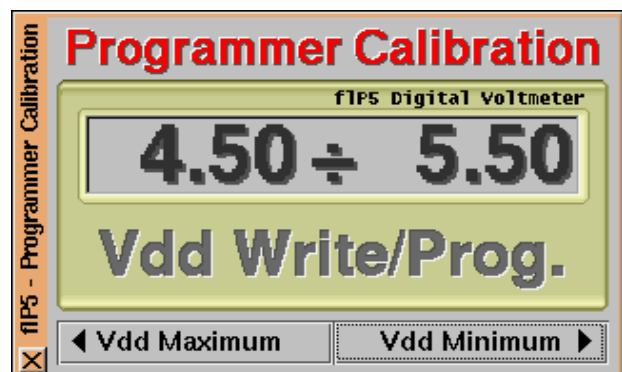 flP5 - Programmer Calibration
Programmer Calibration
flP5 Digital Voltmeter
4.50 ÷ 5.50
Vdd Write/Prog.
Vdd Maximum
Vdd Minimum